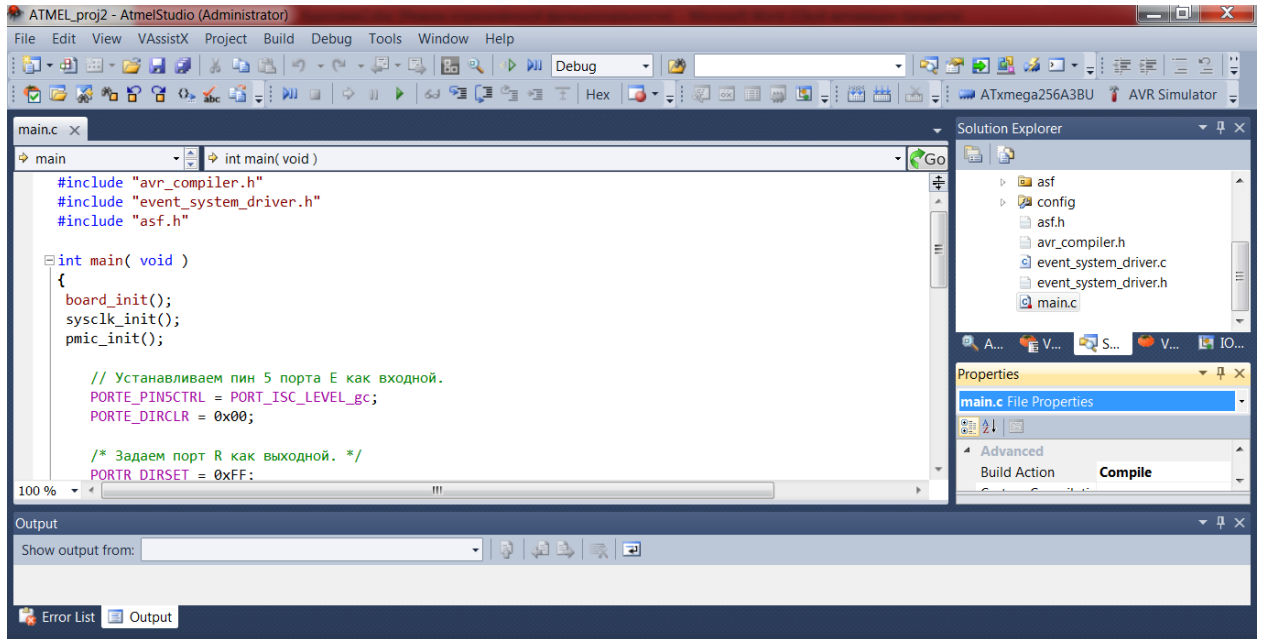 ATMEL_proj2 - AtmelStudio (Administrator)
File Edit View VAssistX Project Build Debug Tools Window Help
Debug
Hex ATxmega256A3BU AVR Simulator
main.c
main int main( void ) Go
#include "avr_compiler.h"
#include "event_system_driver.h"
#include "asf.h"
int main( void )
{
board_init();
sysclk_init();
pmic_init();
// Устанавливаем пин 5 порта E как входной.
PORTE_PIN5CTRL = PORT_ISC_LEVEL_gc;
PORTE_DIRCLR = 0x00;
/* Задаем порт R как выходной. */
PORTR_DIRSET = 0xFF;
100 %
Solution Explorer
asf
config
asf.h
avr_compiler.h
event_system_driver.c
event_system_driver.h
main.c
A... V... S... V... IO...
Properties
main.c File Properties
Advanced
Build Action Compile
Output
Show output from:
Error List Output